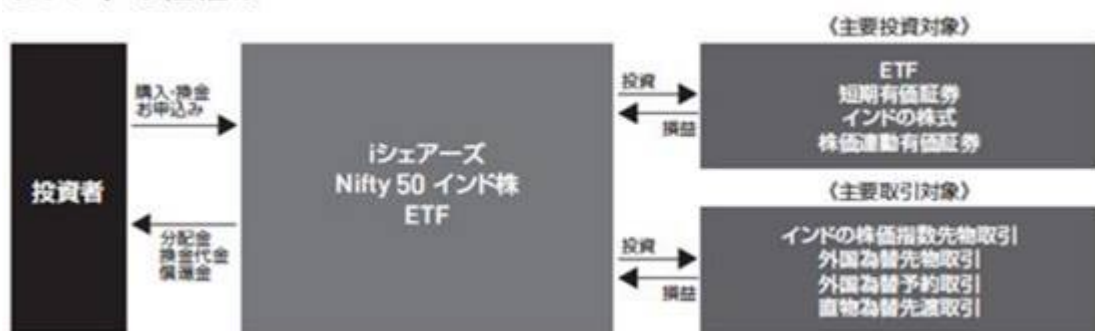 投資者
購入・換金
お申込み
分配金
換金代金
償還金
iシェアーズ
Nifty 50 インド株
ETF
投資
損益
投資
損益
《主要投資対象》
ETF
短期有価証券
インドの株式
株価連動有価証券
《主要取引対象》
インドの株価指数先物取引
外国為替先物取引
外国為替予約取引
直物為替先渡取引